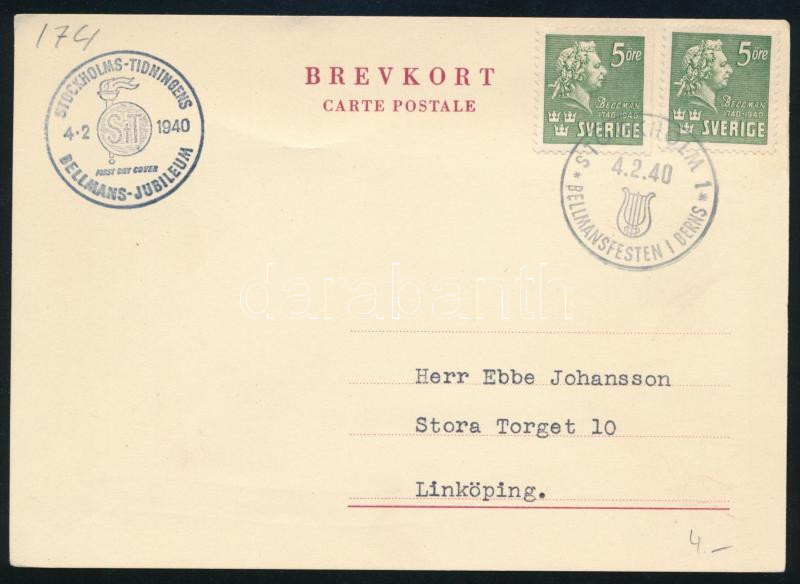 174
STOCKHOLMS-TIDNINGENS
4·2 1940
StT
FIRST DAY COVER
BELLMANS-JUBILEUM
BREVKORT
CARTE POSTALE
5 öre
BELLMAN
1740-1940
SVERIGE
5 öre
BELLMAN
1740-1940
SVERIGE
STOCKHOLM 1
4.2.40
* BELLMANSFESTEN I BERNS *
darabanth
Herr Ebbe Johansson
Stora Torget 10
Linköping.
4.-